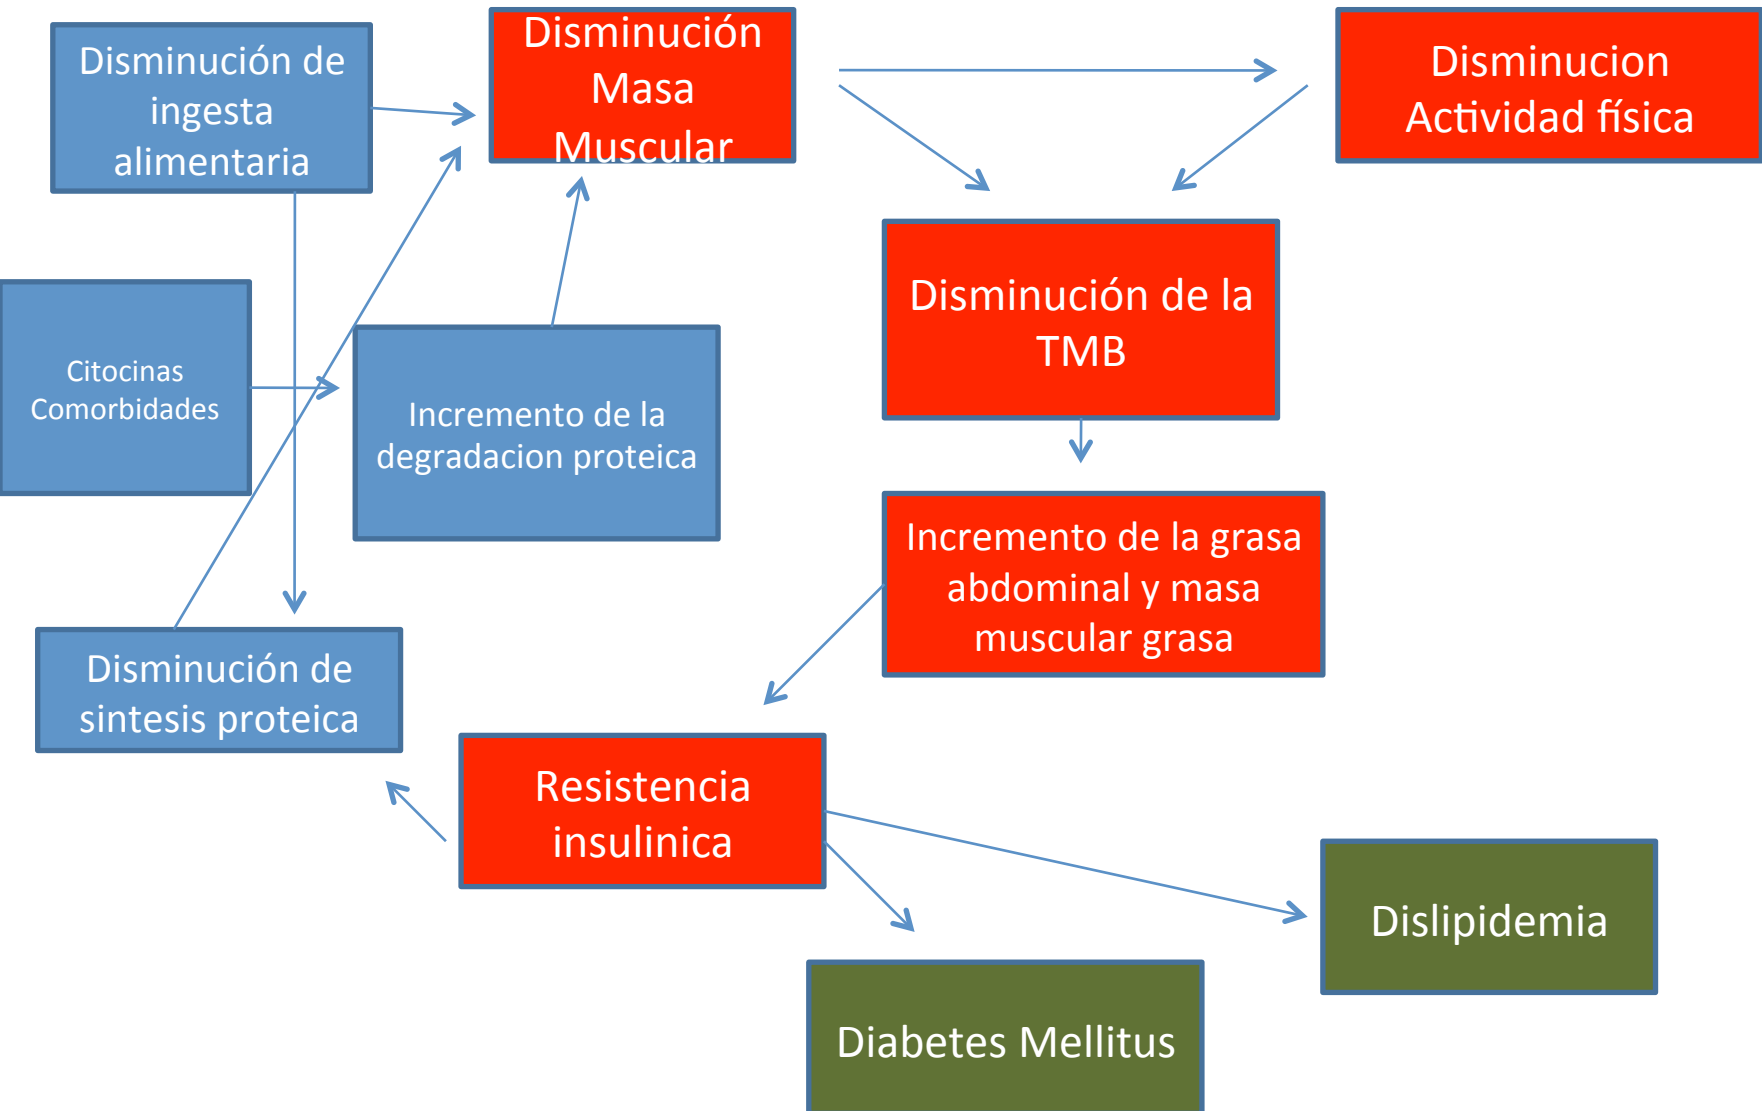 Disminución de
ingesta
alimentaria
Disminución
Masa
Muscular
Disminucion
Actividad física
Disminución de la
TMB
Citocinas
Comorbidades
Incremento de la
degradacion proteica
Incremento de la grasa
abdominal y masa
muscular grasa
Disminución de
sintesis proteica
Resistencia
insulinica
Dislipidemia
Diabetes Mellitus